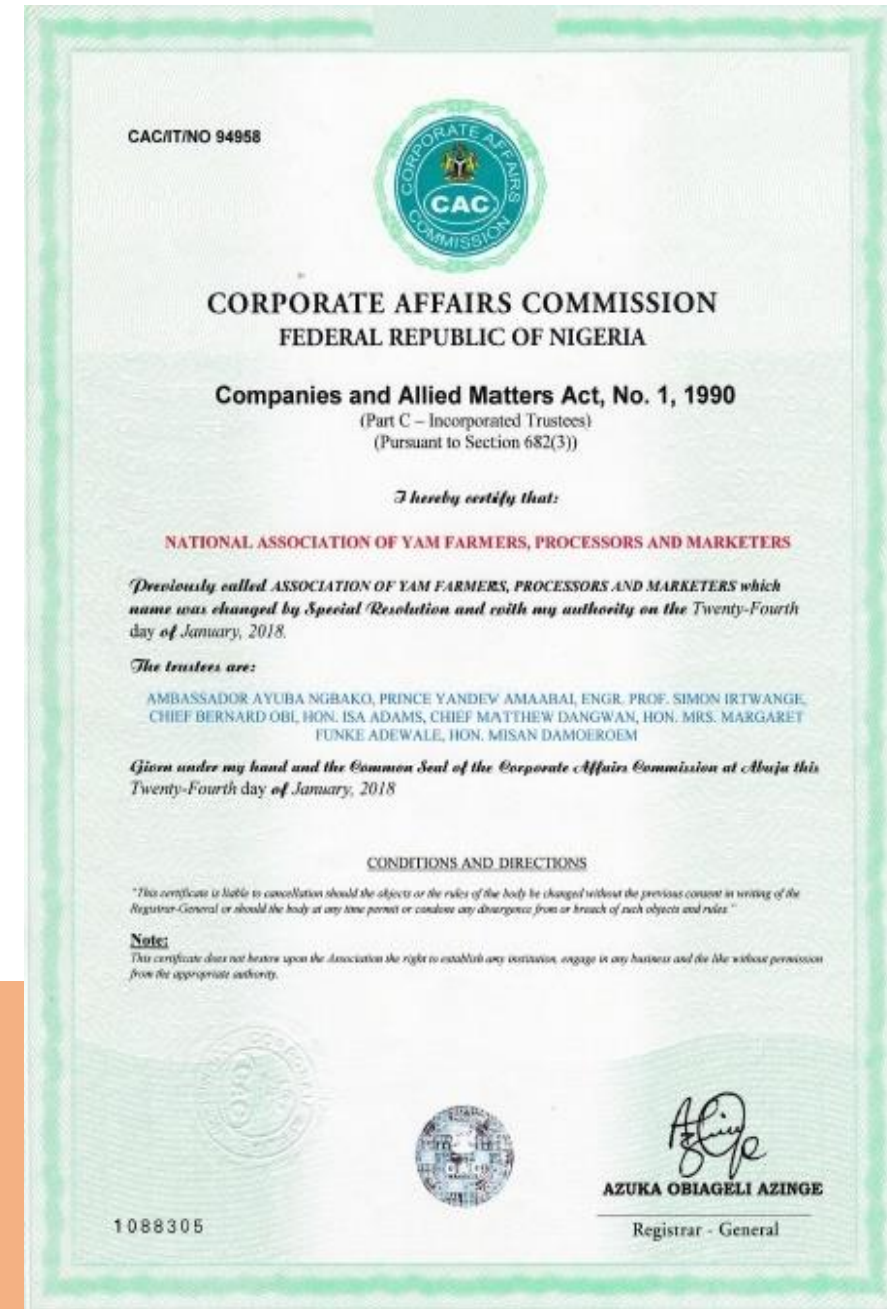 CAC/IT/NO 94958
CORPORATE AFFAIRS
CAC
COMMISSION
CORPORATE AFFAIRS COMMISSION
FEDERAL REPUBLIC OF NIGERIA
Companies and Allied Matters Act, No. 1, 1990
(Part C – Incorporated Trustees)
(Pursuant to Section 682(3))
I hereby certify that:
NATIONAL ASSOCIATION OF YAM FARMERS, PROCESSORS AND MARKETERS
Previously called ASSOCIATION OF YAM FARMERS, PROCESSORS AND MARKETERS which
name was changed by Special Resolution and with my authority on the Twenty-Fourth
day of January, 2018.
The trustees are:
AMBASSADOR AYUBA NGBAKO, PRINCE YANDEW AMAABAI, ENGR. PROF. SIMON IRTWANGE,
CHIEF BERNARD OBI, HON. ISA ADAMS, CHIEF MATTHEW DANGWAN, HON. MRS. MARGARET
FUNKE ADEWALE, HON. MISAN DAMOEROEM
Given under my hand and the Common Seal of the Corporate Affairs Commission at Abuja this
Twenty-Fourth day of January, 2018
CONDITIONS AND DIRECTIONS
"This certificate is liable to cancellation should the objects or the rules of the body be changed without the previous consent in writing of the
Registrar-General or should the body at any time permit or condone any divergence from or breach of such objects and rules"
Note:
This certificate does not bestow upon the Association the right to establish any institution, engage in any business and the like without permission
from the appropriate authority.
AZUKA OBIAGELI AZINGE
1088305
Registrar - General